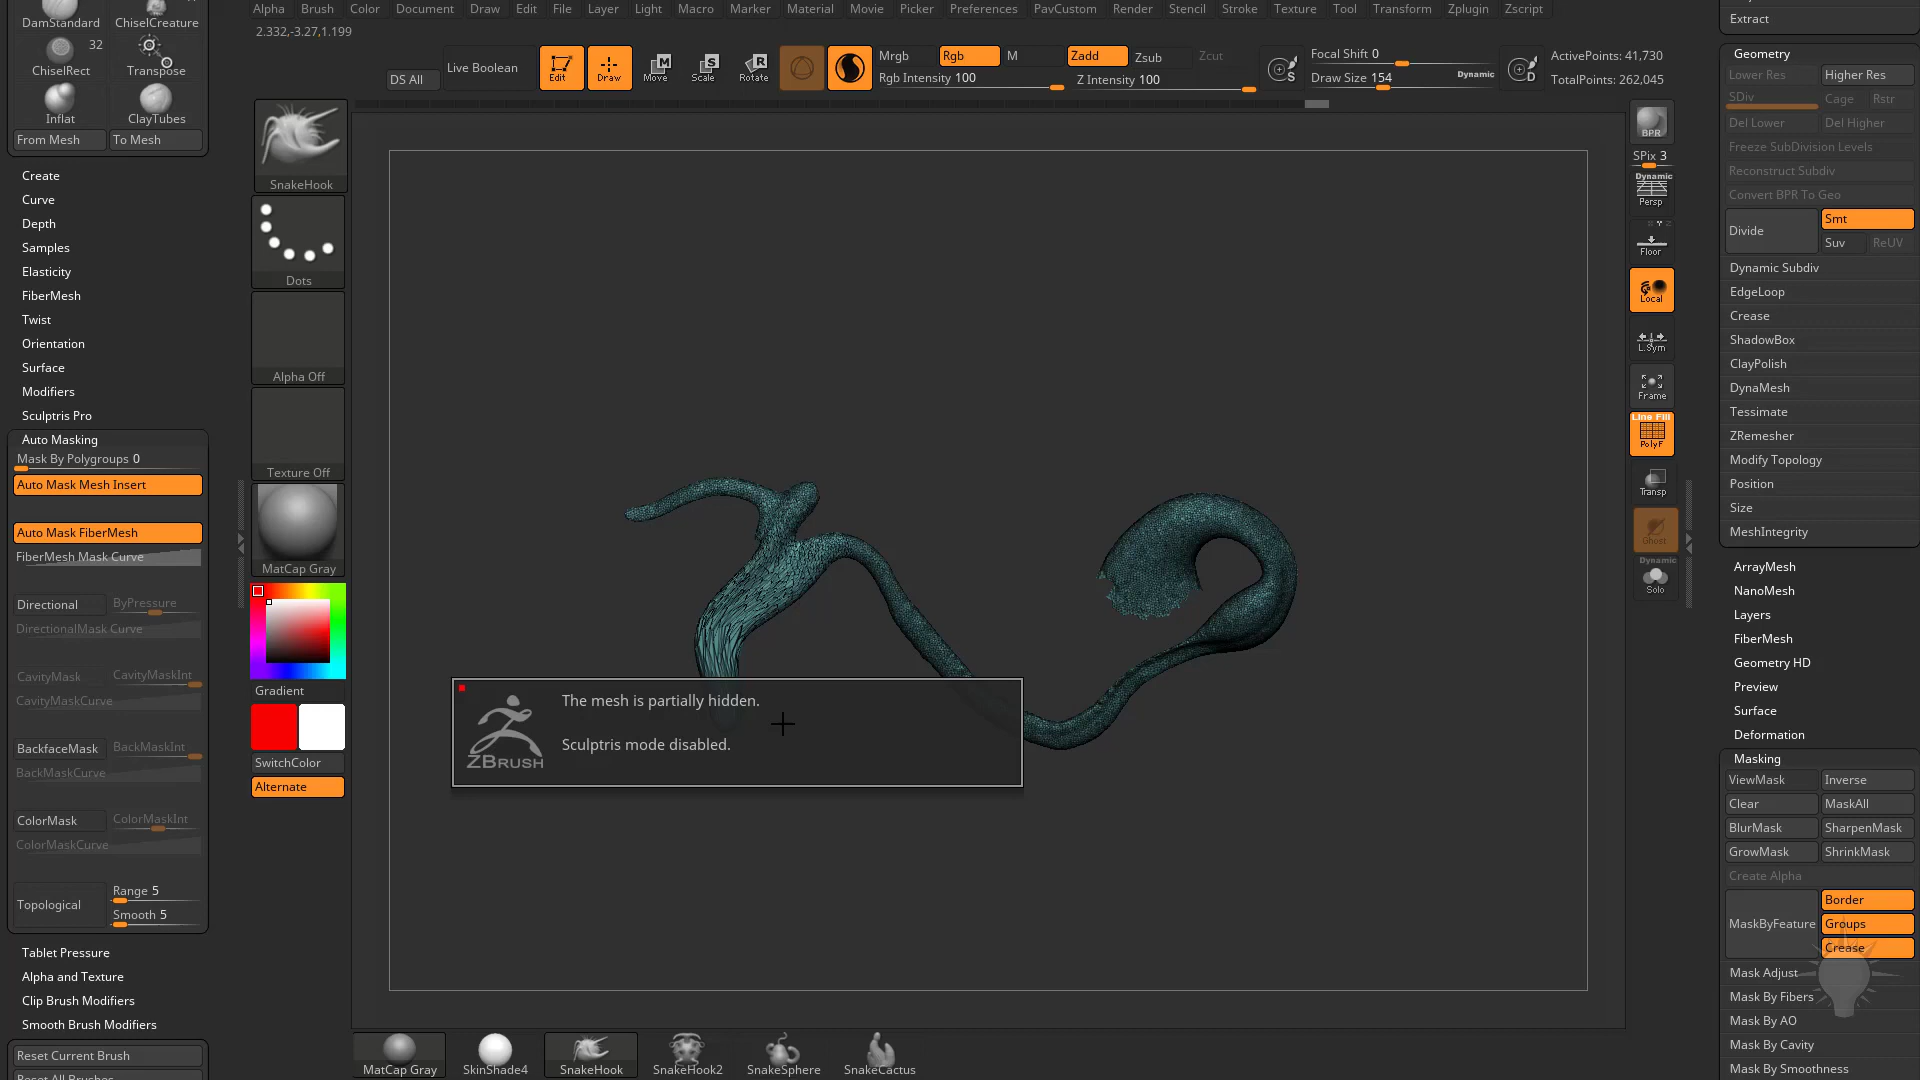 Alpha Brush Color Document Draw Edit File Layer Light Macro Marker Material Movie Picker Preferences PavCustom Render Stencil Stroke Texture Tool Transform Zplugin Zscript
2.332,-3.27,1.199
DamStandard ChiselCreature
32
ChiselRect Transpose
Inflat ClayTubes
From Mesh To Mesh
Create
Curve
Depth
Samples
Elasticity
FiberMesh
Twist
Orientation
Surface
Modifiers
Sculptris Pro
Auto Masking
Mask By Polygroups 0
Auto Mask Mesh Insert
Auto Mask FiberMesh
FiberMesh Mask Curve
Directional ByPressure
DirectionalMask Curve
CavityMask CavityMaskInt
CavityMaskCurve
BackfaceMask BackMaskInt
BackMaskCurve
ColorMask ColorMaskInt
ColorMaskCurve
Topological Range 5
Smooth 5
Tablet Pressure
Alpha and Texture
Clip Brush Modifiers
Smooth Brush Modifiers
Reset Current Brush
Reset All Brushes
DS All
Live Boolean
Edit
Draw
Move
Scale
Rotate
Mrgb Rgb M
Rgb Intensity 100
Zadd Zsub Zcut
Z Intensity 100
S
Focal Shift 0
Draw Size 154 Dynamic
D
ActivePoints: 41,730
TotalPoints: 262,045
SnakeHook
Dots
Alpha Off
Texture Off
MatCap Gray
Gradient
SwitchColor
Alternate
The mesh is partially hidden.
Sculptris mode disabled.
ZBRUSH
MatCap Gray SkinShade4 SnakeHook SnakeHook2 SnakeSphere SnakeCactus
BPR
SPix 3
Dynamic
Persp
Floor
Local
L.Sym
Frame
Line Fill
PolyF
Transp
Ghost
Dynamic
Solo
Extract
Geometry
Lower Res Higher Res
SDiv Cage Rstr
Del Lower Del Higher
Freeze SubDivision Levels
Reconstruct Subdiv
Convert BPR To Geo
Divide Smt
Suv ReUV
Dynamic Subdiv
EdgeLoop
Crease
ShadowBox
ClayPolish
DynaMesh
Tessimate
ZRemesher
Modify Topology
Position
Size
MeshIntegrity
ArrayMesh
NanoMesh
Layers
FiberMesh
Geometry HD
Preview
Surface
Deformation
Masking
ViewMask Inverse
Clear MaskAll
BlurMask SharpenMask
GrowMask ShrinkMask
Create Alpha
MaskByFeature Border
Groups
Crease
Mask Adjust
Mask By Fibers
Mask By AO
Mask By Cavity
Mask By Smoothness